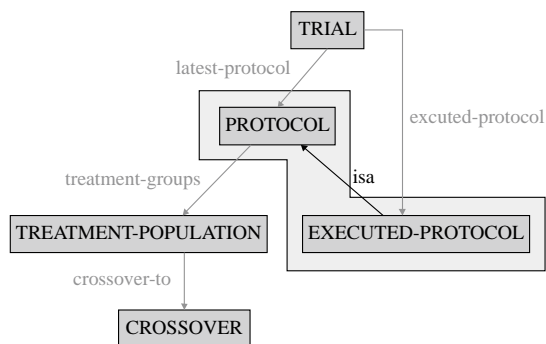 TRIAL
latest-protocol
PROTOCOL
excuted-protocol
treatment-groups
isa
TREATMENT-POPULATION
EXECUTED-PROTOCOL
crossover-to
CROSSOVER